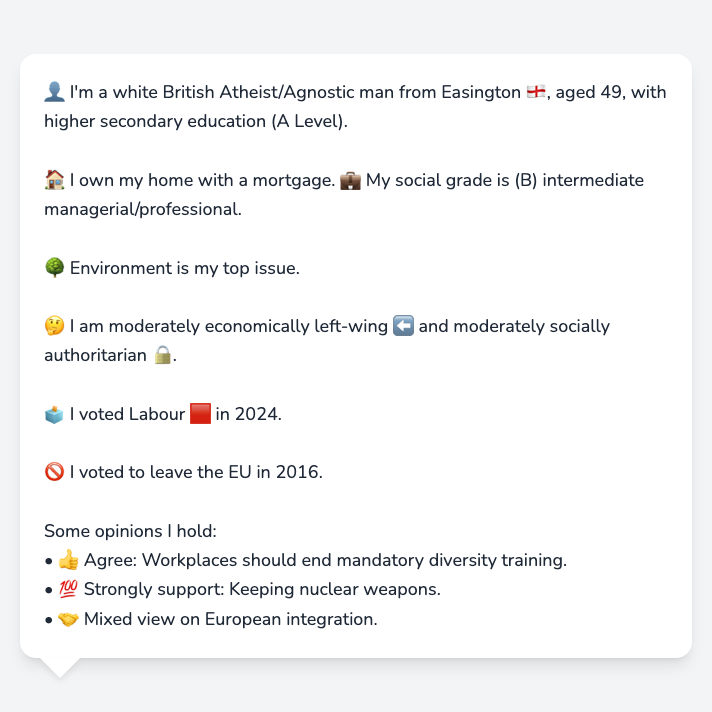 👤 I'm a white British Atheist/Agnostic man from Easington 🏴󠁧󠁢󠁥󠁮󠁧󠁿, aged 49, with
higher secondary education (A Level).
🏠 I own my home with a mortgage. 💼 My social grade is (B) intermediate
managerial/professional.
🌳 Environment is my top issue.
🤔 I am moderately economically left-wing ⬅️ and moderately socially
authoritarian 🔒.
🗳️ I voted Labour 🟥 in 2024.
🚫 I voted to leave the EU in 2016.
Some opinions I hold:
• 👍 Agree: Workplaces should end mandatory diversity training.
• 💯 Strongly support: Keeping nuclear weapons.
• 🤝 Mixed view on European integration.